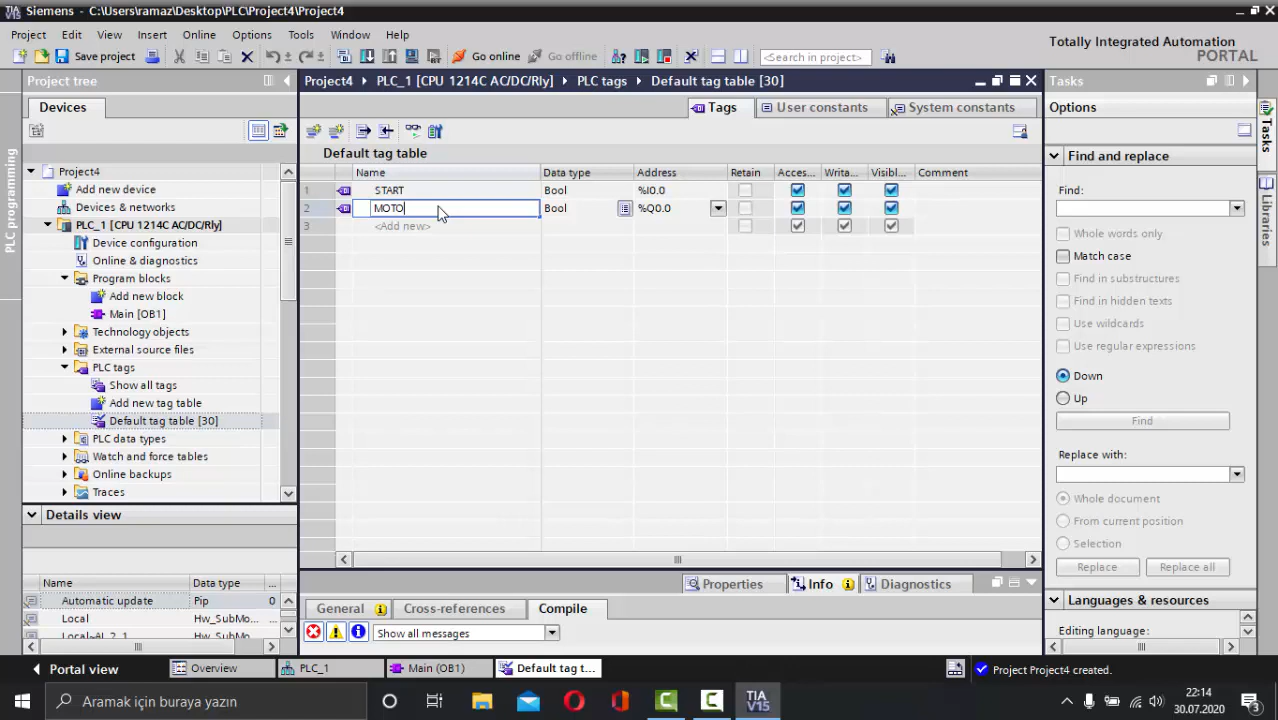 Siemens - C:\Users\ramaz\Desktop\PLC\Project4\Project4
Project Edit View Insert Online Options Tools Window Help
Totally Integrated Automation
PORTAL
Save project
Go online
Go offline
<Search in project>
Project tree
Project4 PLC_1 [CPU 1214C AC/DC/Rly] PLC tags Default tag table [30]
Tasks
Devices
Tags User constants System constants
Options
Default tag table
Name Data type Address Retain Acces... Writa... Visibl... Comment
1 START Bool %I0.0
2 MOTO Bool %Q0.0
3 <Add new>
PLC programming
Project4
Add new device
Devices & networks
PLC_1 [CPU 1214C AC/DC/Rly]
Device configuration
Online & diagnostics
Program blocks
Add new block
Main [OB1]
Technology objects
External source files
PLC tags
Show all tags
Add new tag table
Default tag table [30]
PLC data types
Watch and force tables
Online backups
Traces
Details view
Name Data type ...
Automatic update Pip 0
Local Hw_SubMo...
Local~AI_2_1 Hw_SubMo...
Find and replace
Find:
Whole words only
Match case
Find in substructures
Find in hidden texts
Use wildcards
Use regular expressions
Down
Up
Find
Replace with:
Whole document
From current position
Selection
Replace Replace all
Languages & resources
Editing language:
Tasks
Libraries
Properties Info Diagnostics
General Cross-references Compile
Show all messages
Portal view Overview PLC_1 Main (OB1) Default tag t...
Project Project4 created.
Aramak için buraya yazın
TIA
V15
22:14
30.07.2020
3